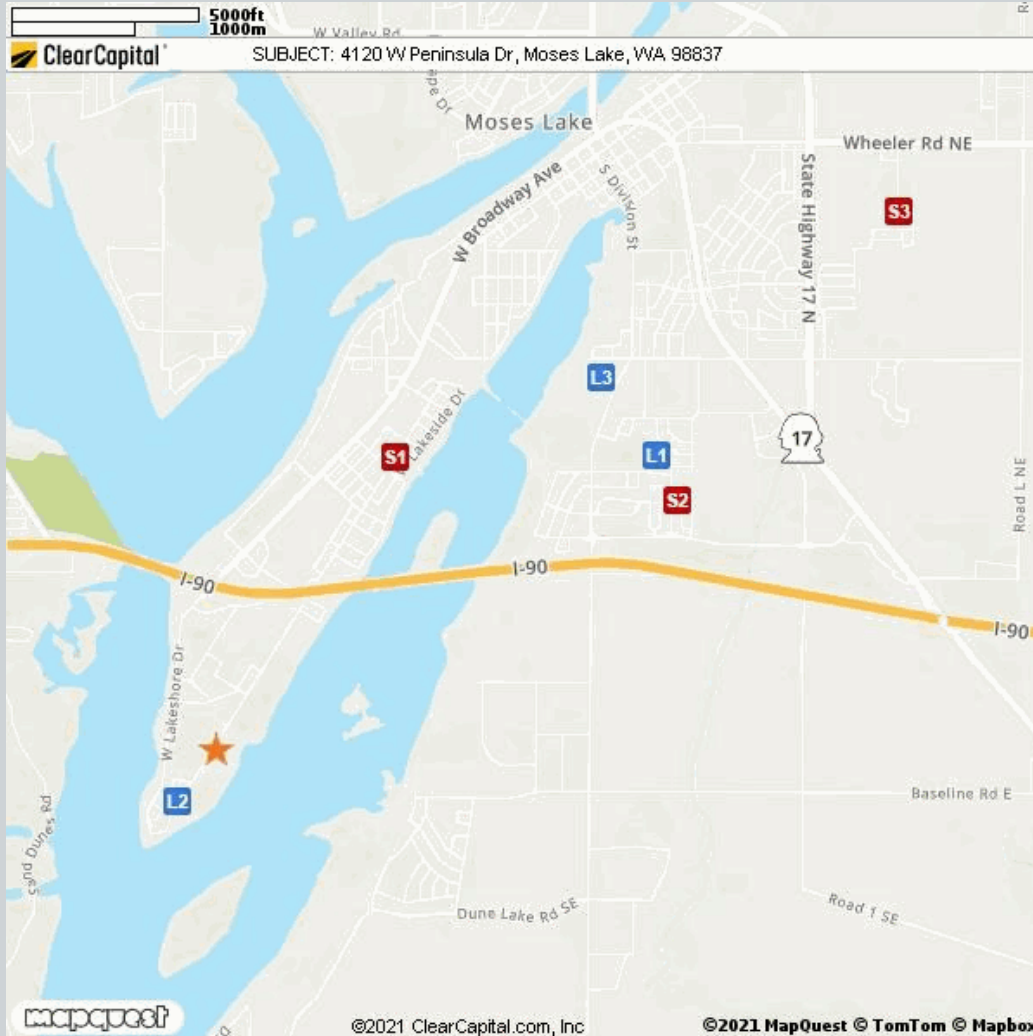 5000ft
1000m
W Valley Rd
ClearCapital
SUBJECT: 4120 W Peninsula Dr, Moses Lake, WA 98837
Moses Lake
Wheeler Rd NE
W Broadway Ave
S Division St
State Highway 17 N
S3
L3
17
S1
Lakeside Dr
L1
S2
Road L NE
I-90
I-90
I-90
W Lakeshore Dr
L2
Baseline Rd E
Sand Dunes Rd
Dune Lake Rd SE
Road 1 SE
mapquest
©2021 ClearCapital.com, Inc
©2021 MapQuest © TomTom © Mapbox